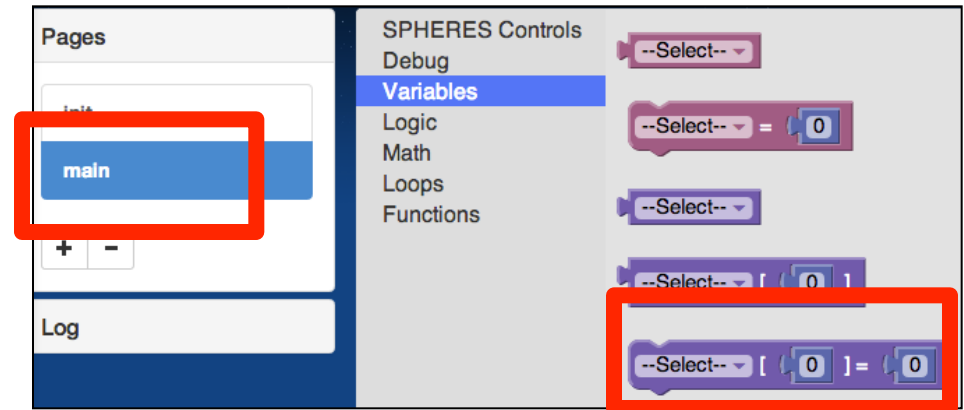 Pages
init
main
+ -
Log
SPHERES Controls
Debug
Variables
Logic
Math
Loops
Functions
--Select--
--Select-- = 0
--Select--
--Select-- [ 0 ]
--Select-- [ 0 ] = 0